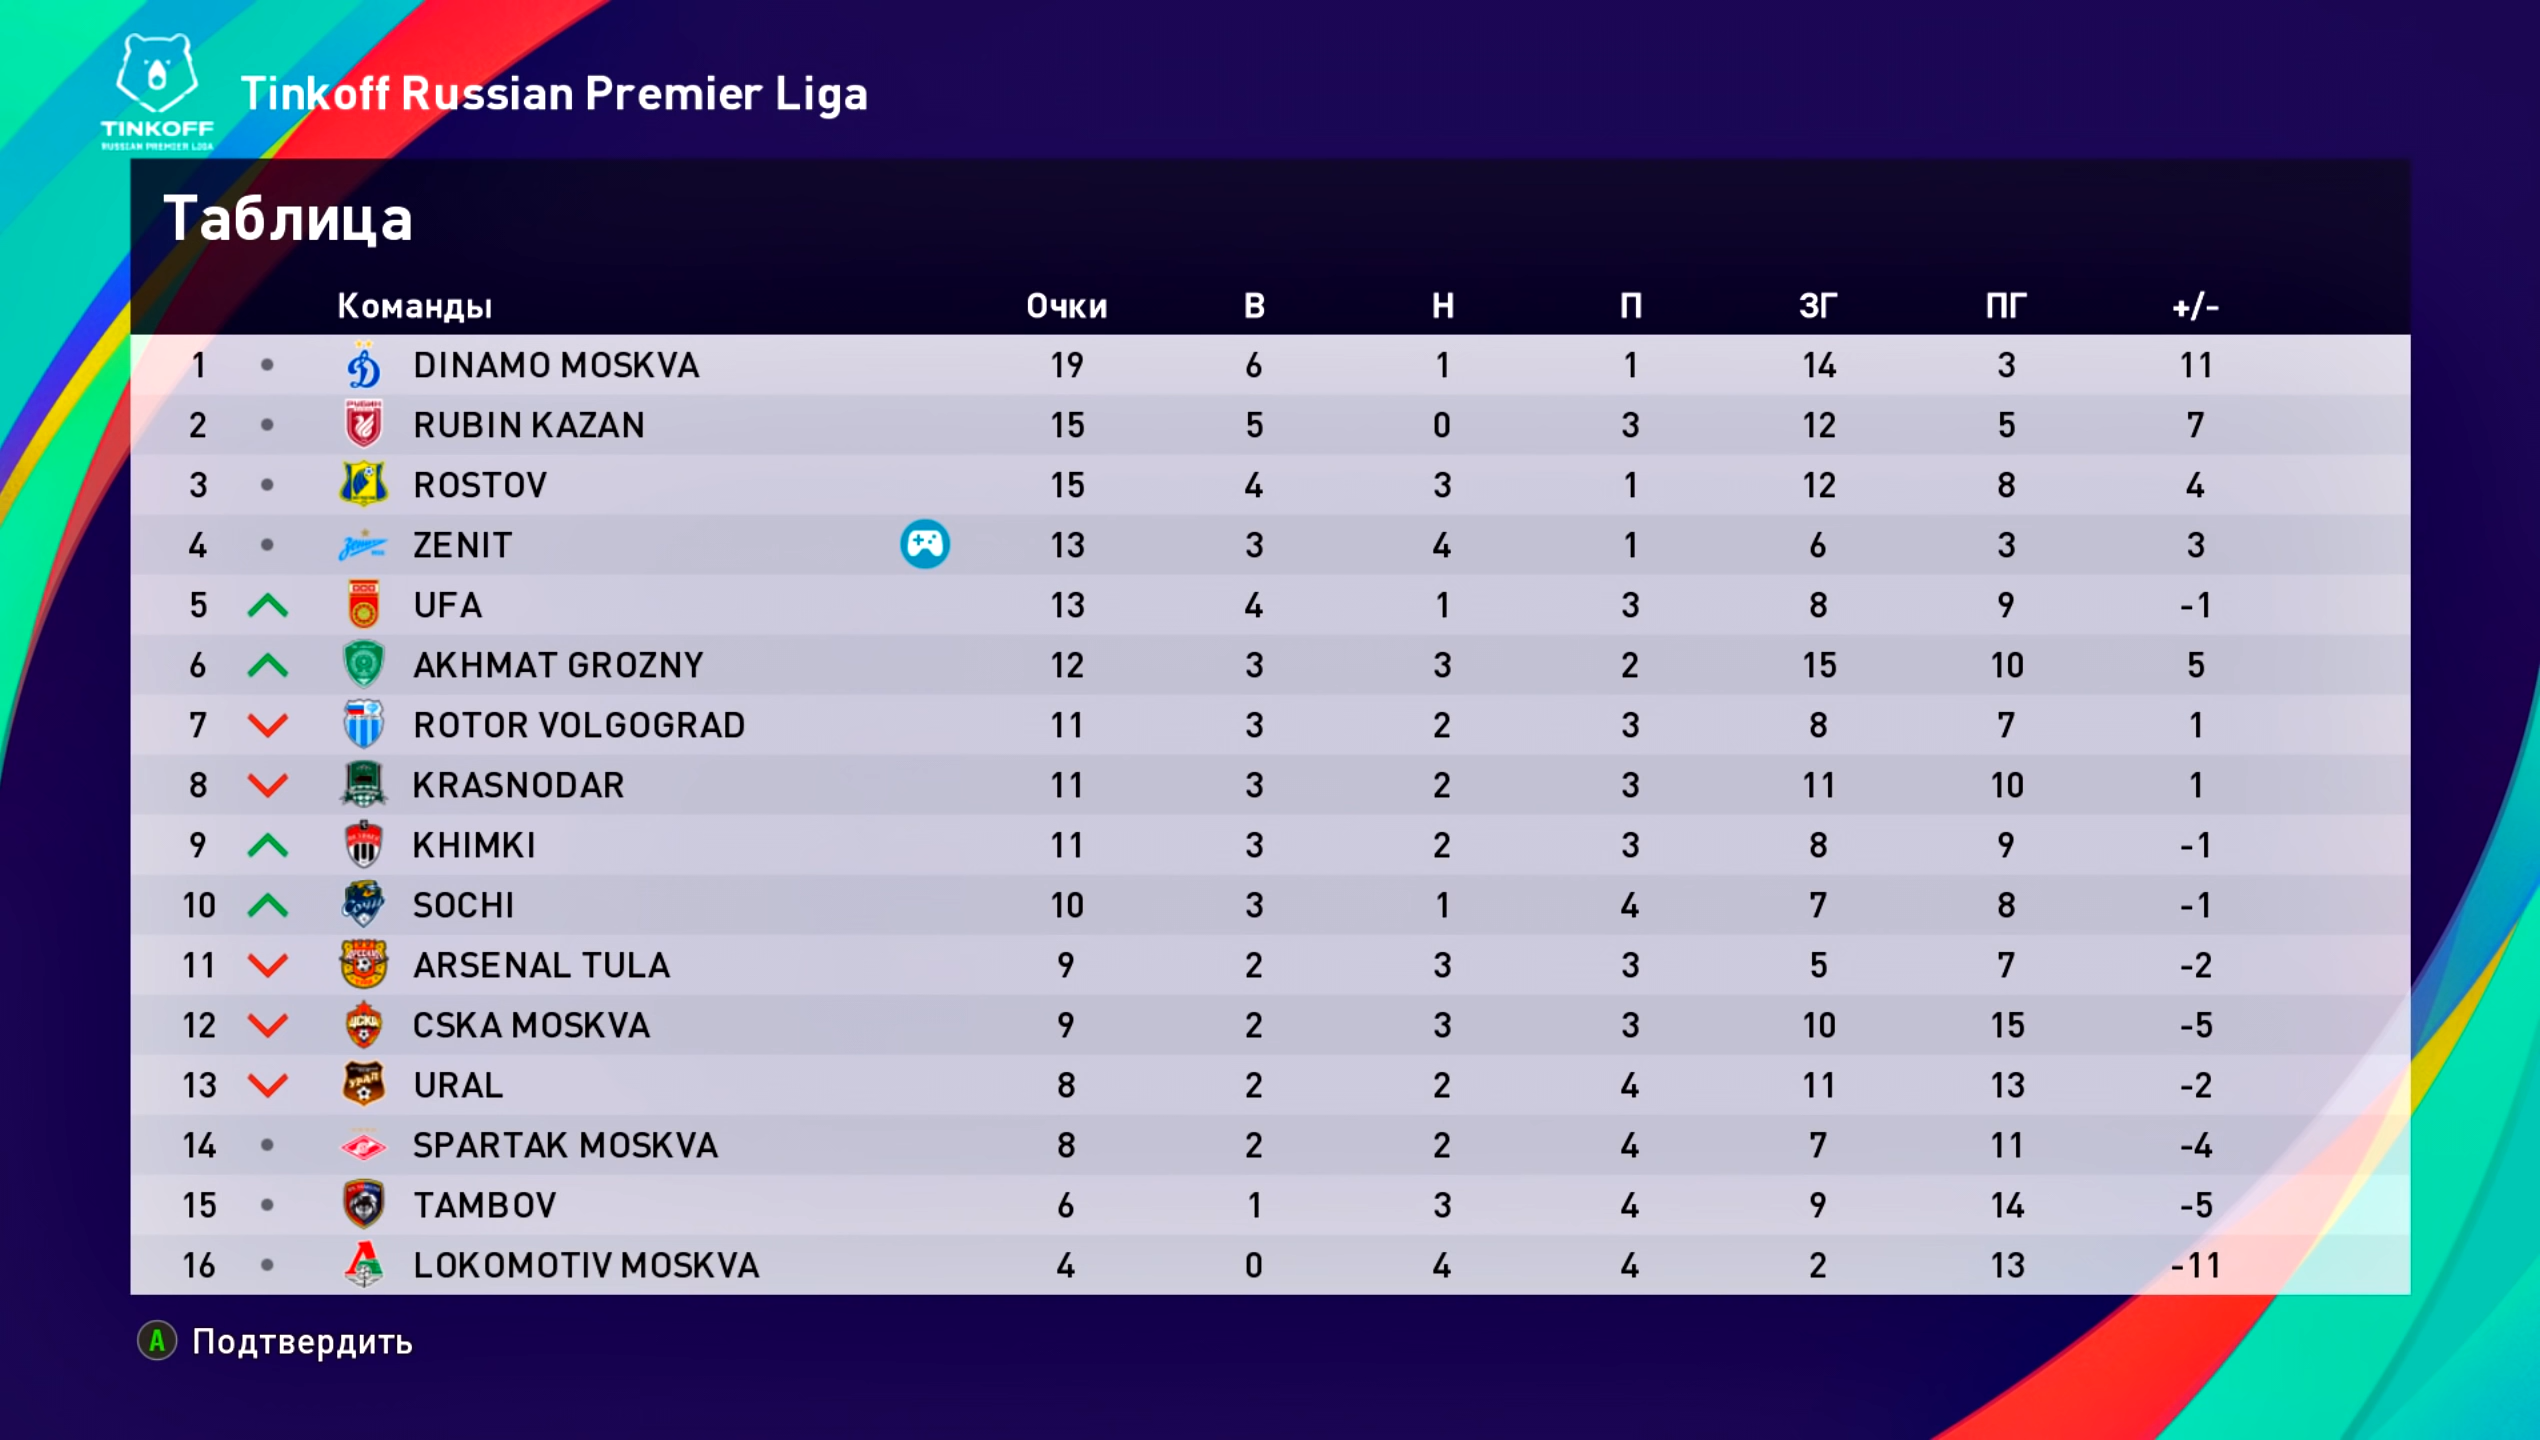 TINKOFF
RUSSIAN PREMIER LIGA
Tinkoff Russian Premier Liga
Таблица
Команды Очки В Н П ЗГ ПГ +/-
1 DINAMO MOSKVA 19 6 1 1 14 3 11
2 RUBIN KAZAN 15 5 0 3 12 5 7
3 ROSTOV 15 4 3 1 12 8 4
4 ZENIT 13 3 4 1 6 3 3
5 UFA 13 4 1 3 8 9 -1
6 AKHMAT GROZNY 12 3 3 2 15 10 5
7 ROTOR VOLGOGRAD 11 3 2 3 8 7 1
8 KRASNODAR 11 3 2 3 11 10 1
9 KHIMKI 11 3 2 3 8 9 -1
10 SOCHI 10 3 1 4 7 8 -1
11 ARSENAL TULA 9 2 3 3 5 7 -2
12 CSKA MOSKVA 9 2 3 3 10 15 -5
13 URAL 8 2 2 4 11 13 -2
14 SPARTAK MOSKVA 8 2 2 4 7 11 -4
15 TAMBOV 6 1 3 4 9 14 -5
16 LOKOMOTIV MOSKVA 4 0 4 4 2 13 -11
A Подтвердить